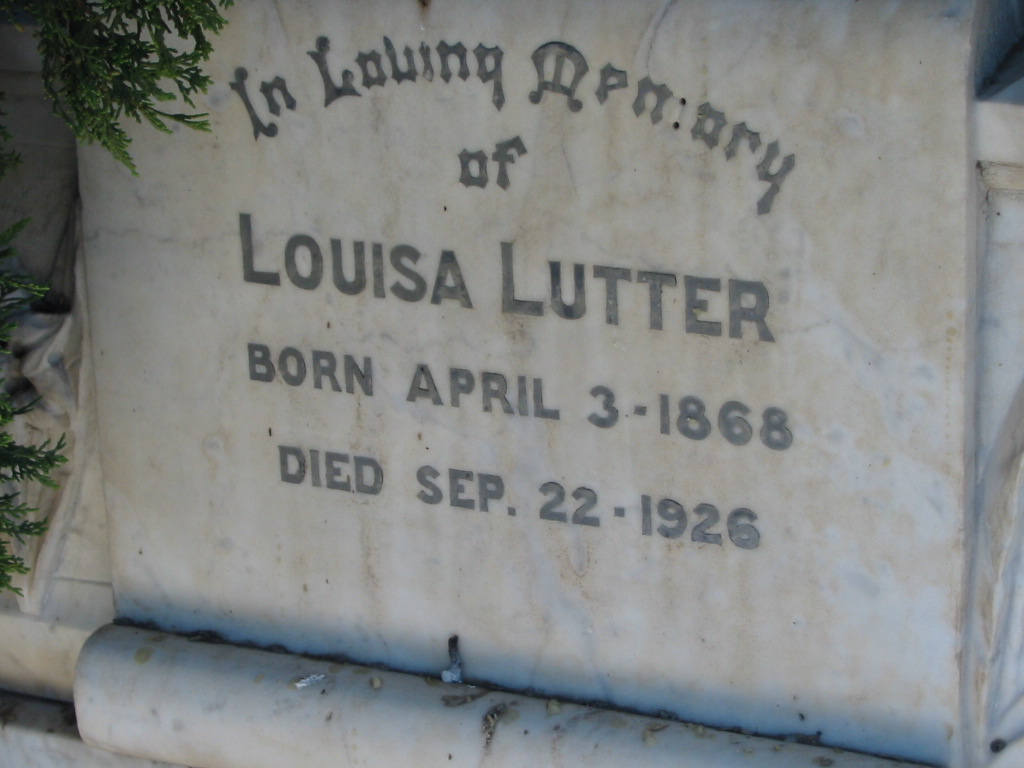 In Loving Memory
of
LOUISA LUTTER
BORN APRIL 3-1868
DIED SEP. 22-1926